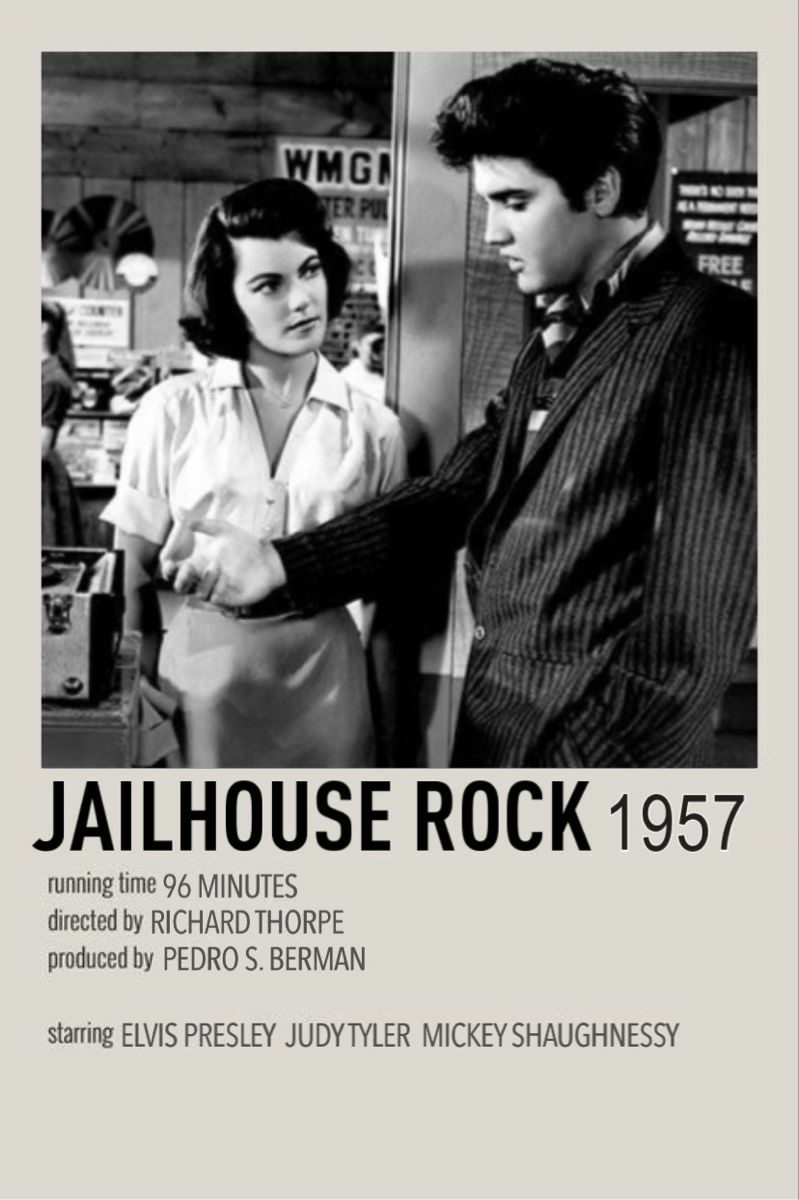 WMGM
FREE
JAILHOUSE ROCK 1957
running time 96 MINUTES
directed by RICHARD THORPE
produced by PEDRO S. BERMAN
starring ELVIS PRESLEY JUDY TYLER MICKEY SHAUGHNESSY